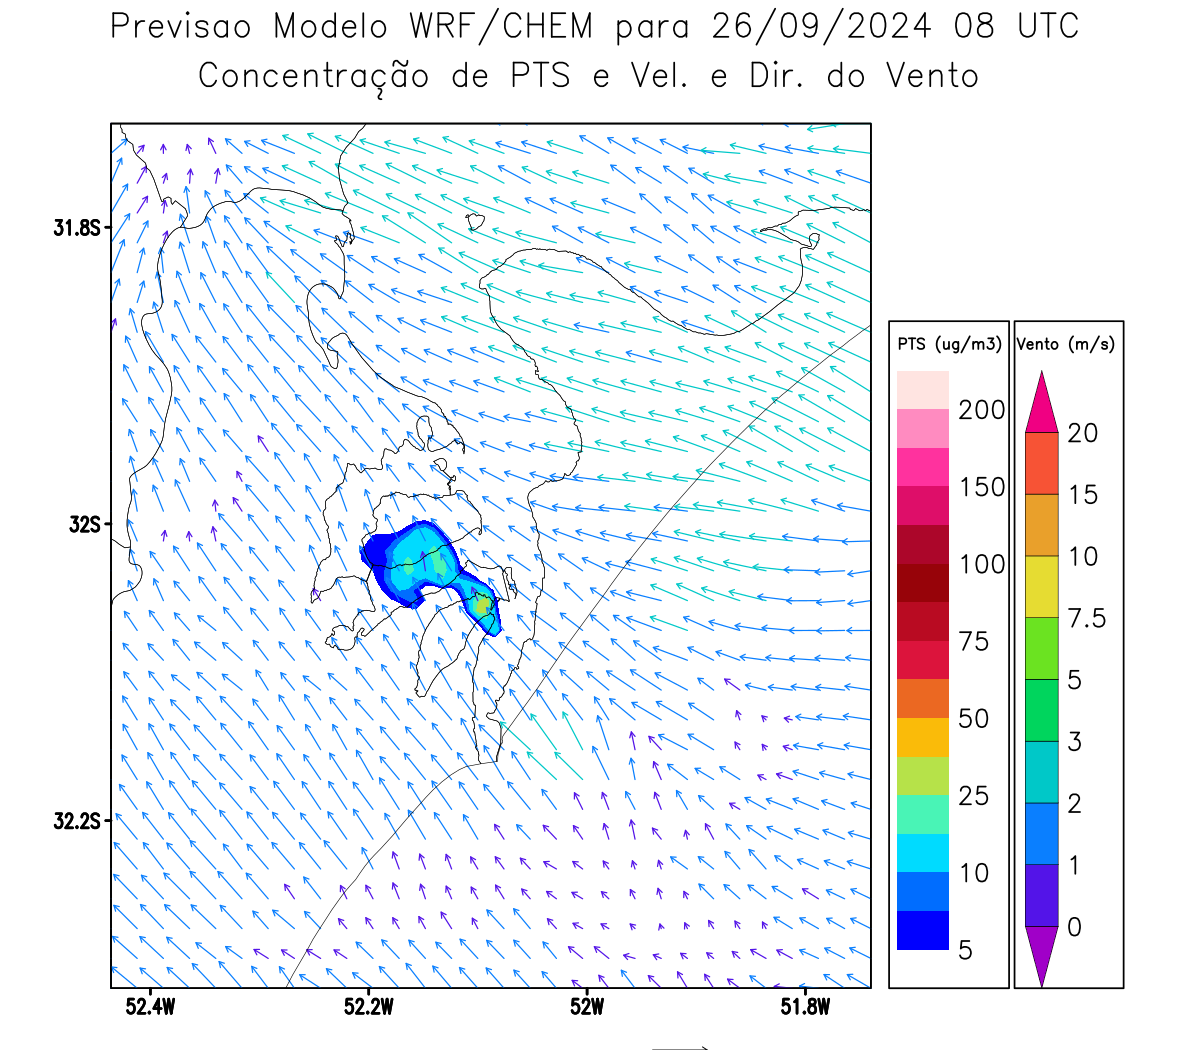 Previsao Modelo WRF/CHEM para 26/09/2024 08 UTC
Concentração de PTS e Vel. e Dir. do Vento
31.8S
32S
32.2S
52.4W 52.2W 52W 51.8W
PTS (ug/m3)
200
150
100
75
50
25
10
5
Vento (m/s)
20
15
10
7.5
5
3
2
1
0